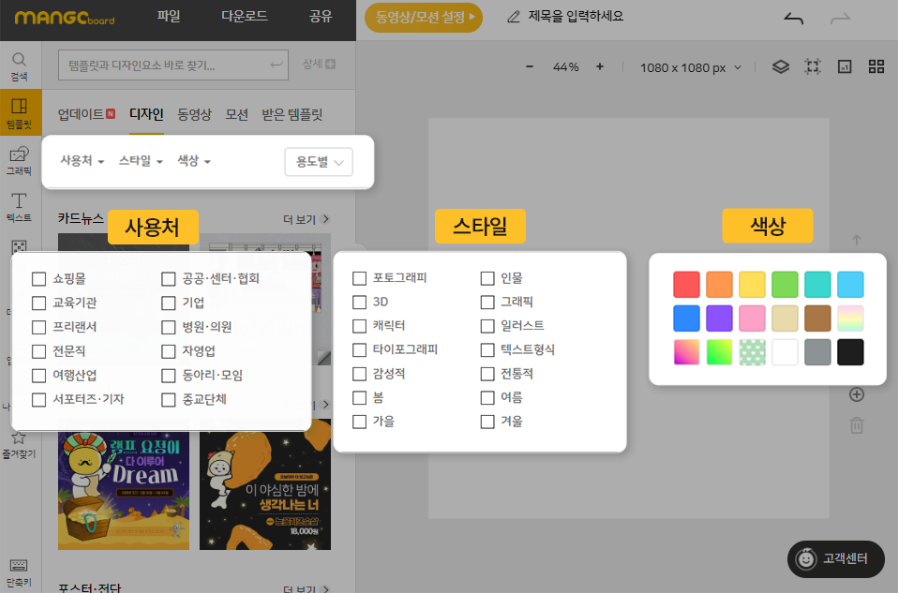 MANGOboard
파일
다운로드
공유
동영상/모션 설정
제목을 입력하세요
검색
템플릿과 디자인요소 바로 찾기...
상세
44%
1080 x 1080 px
템플릿
업데이트 N
디자인
동영상
모션
받은 템플릿
그래픽
사용처
스타일
색상
용도별
텍스트
카드뉴스
더 보기
사용처
스타일
색상
쇼핑몰
공공·센터·협회
교육기관
기업
프리랜서
병원·의원
전문직
자영업
여행산업
동아리·모임
서포터즈·기자
종교단체
포토그래피
인물
3D
그래픽
캐릭터
일러스트
타이포그래피
텍스트형식
감성적
전통적
봄
여름
가을
겨울
즐겨찾기
램프 요정이
다 이루어
Dream
이 야심한 밤에
생각나는 너
18,000원
고객센터
단축키
포스터·전단
더 보기